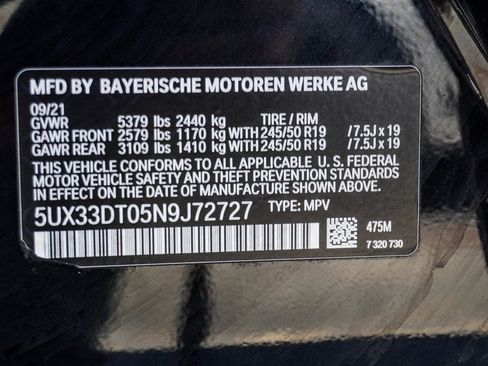 MFD BY BAYERISCHE MOTOREN WERKE AG
09/21
GVWR 5379 lbs 2440 kg TIRE / RIM
GAWR FRONT 2579 lbs 1170 kg WITH 245/50 R19 / 7.5J x 19
GAWR REAR 3109 lbs 1410 kg WITH 245/50 R19 / 7.5J x 19
THIS VEHICLE CONFORMS TO ALL APPLICABLE U. S. FEDERAL
MOTOR VEHICLE SAFETY AND THEFT PREVENTION STANDARDS
IN EFFECT ON THE DATE OF MANUFACTURE SHOWN ABOVE.
5UX33DT05N9J72727 TYPE: MPV
475M
7 320 730